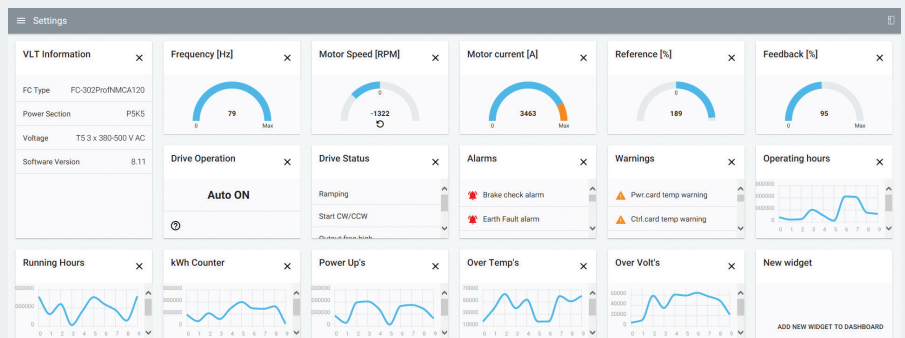 Settings
VLT Information
FC Type FC-302ProfNMCA120
Power Section P5K5
Voltage T5 3 x 380-500 V AC
Software Version 8.11
Frequency [Hz]
79
0 Max
Motor Speed [RPM]
0
-1322
Motor current [A]
3463
0 Max
Reference [%]
0
189
Max
Feedback [%]
95
0 Max
Drive Operation
Auto ON
Drive Status
Ramping
Start CW/CCW
Output freq high
Alarms
Brake check alarm
Earth Fault alarm
Warnings
Pwr.card temp warning
Ctrl.card temp warning
Operating hours
0
0 1 2 3 4 5 6 7 8 9
Running Hours
0
0 1 2 3 4 5 6 7 8 9
kWh Counter
0
0 1 2 3 4 5 6 7 8 9
Power Up's
0
0 1 2 3 4 5 6 7 8 9
Over Temp's
70000
50000
30000
10000
0 1 2 3 4 5 6 7 8 9
Over Volt's
60000
40000
20000
0
0 1 2 3 4 5 6 7 8 9
New widget
ADD NEW WIDGET TO DASHBOARD